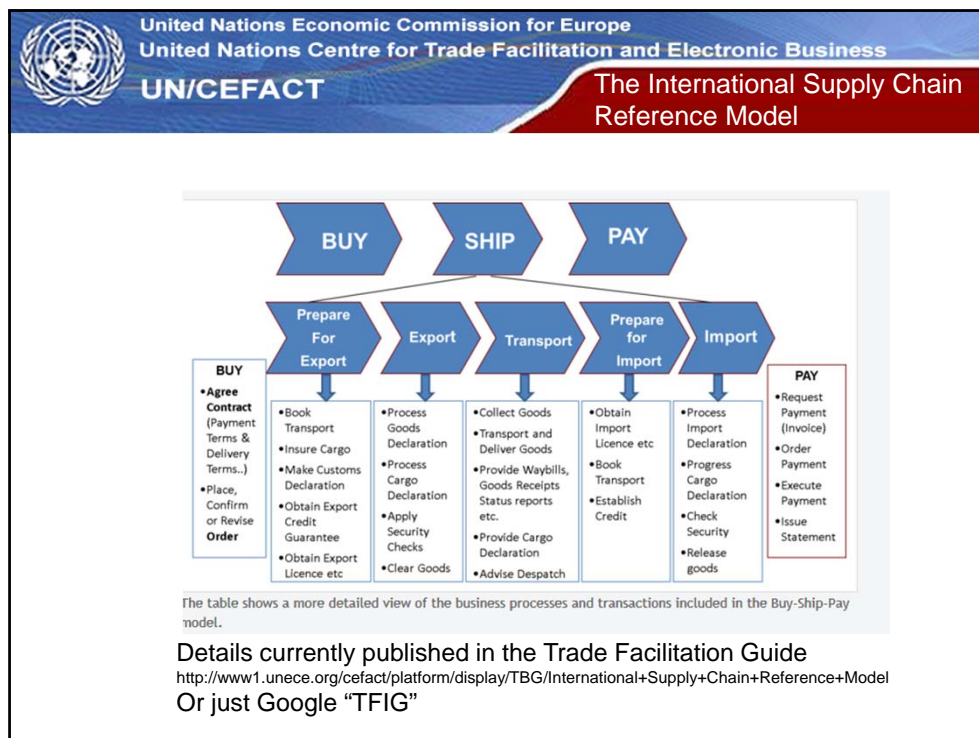 United Nations Economic Commission for Europe
United Nations Centre for Trade Facilitation and Electronic Business
UN/CEFACT
The International Supply Chain
Reference Model
BUY
SHIP
PAY
Prepare
For
Export
Export
Transport
Prepare
for
Import
Import
BUY
•Agree
Contract
(Payment
Terms &
Delivery
Terms..)
•Place,
Confirm
or Revise
Order
•Book
Transport
•Insure Cargo
•Make Customs
Declaration
•Obtain Export
Credit
Guarantee
•Obtain Export
Licence etc
•Process
Goods
Declaration
•Process
Cargo
Declaration
•Apply
Security
Checks
•Clear Goods
•Collect Goods
•Transport and
Deliver Goods
•Provide Waybills,
Goods Receipts
Status reports
etc.
•Provide Cargo
Declaration
•Advise Despatch
•Obtain
Import
Licence etc
•Book
Transport
•Establish
Credit
•Process
Import
Declaration
•Progress
Cargo
Declaration
•Check
Security
•Release
goods
PAY
•Request
Payment
(Invoice)
•Order
Payment
•Execute
Payment
•Issue
Statement
The table shows a more detailed view of the business processes and transactions included in the Buy-Ship-Pay
model.
Details currently published in the Trade Facilitation Guide
http://www1.unece.org/cefact/platform/display/TBG/International+Supply+Chain+Reference+Model
Or just Google “TFIG”